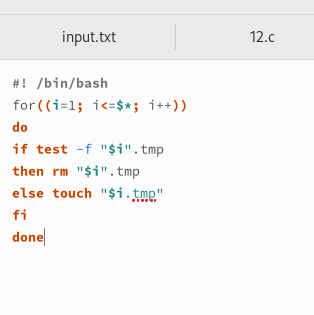 input.txt 12.c
#! /bin/bash
for((i=1; i<=$*; i++))
do
if test -f "$i".tmp
then rm "$i".tmp
else touch "$i.tmp"
fi
done